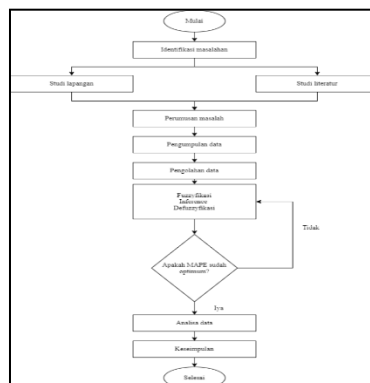 Mulai
Identifikasi masalahan
Studi lapangan
Studi literatur
Perumusan masalah
Pengumpulan data
Pengolahan data
Fuzzyfikasi
Inferensi
Defuzzyfikasi
Tidak
Apakah MAPE sudah
optimum?
Iya
Analisa data
Kesimpulan
Selesai